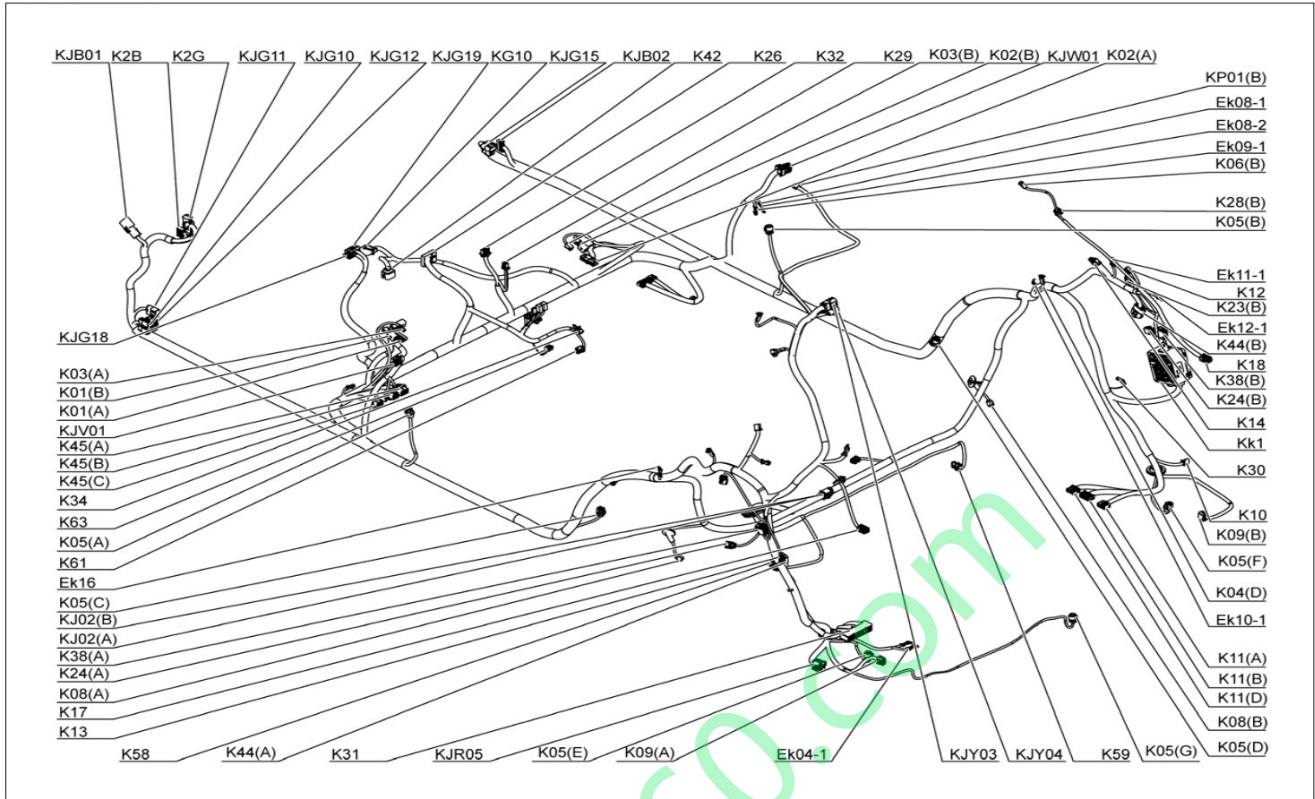 KJB01 K2B K2G KJG11 KJG10 KJG12 KJG19 KG10 KJG15 KJB02 K42 K26 K32 K29 K03(B) K02(B) KJW01 K02(A)
KP01(B)
Ek08-1
Ek08-2
Ek09-1
K06(B)
K28(B)
K05(B)
Ek11-1
K12
K23(B)
Ek12-1
K44(B)
K18
K38(B)
K24(B)
K14
Kk1
K30
K10
K09(B)
K05(F)
K04(D)
Ek10-1
K11(A)
K11(B)
K11(D)
K08(B)
K05(D)
KJG18
K03(A)
K01(B)
K01(A)
KJV01
K45(A)
K45(B)
K45(C)
K34
K63
K05(A)
K61
Ek16
K05(C)
KJ02(B)
KJ02(A)
K38(A)
K24(A)
K08(A)
K17
K13
K58 K44(A) K31 KJR05 K05(E) K09(A) Ek04-1 KJY03 KJY04 K59 K05(G)